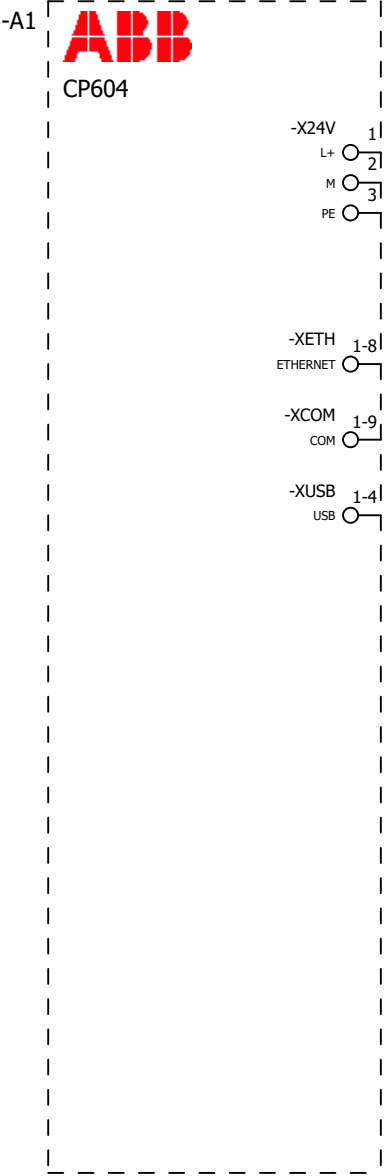 -A1
ABB
CP604
-X24V 1
L+
2
M
3
PE
-XETH 1-8
ETHERNET
-XCOM 1-9
COM
-XUSB 1-4
USB